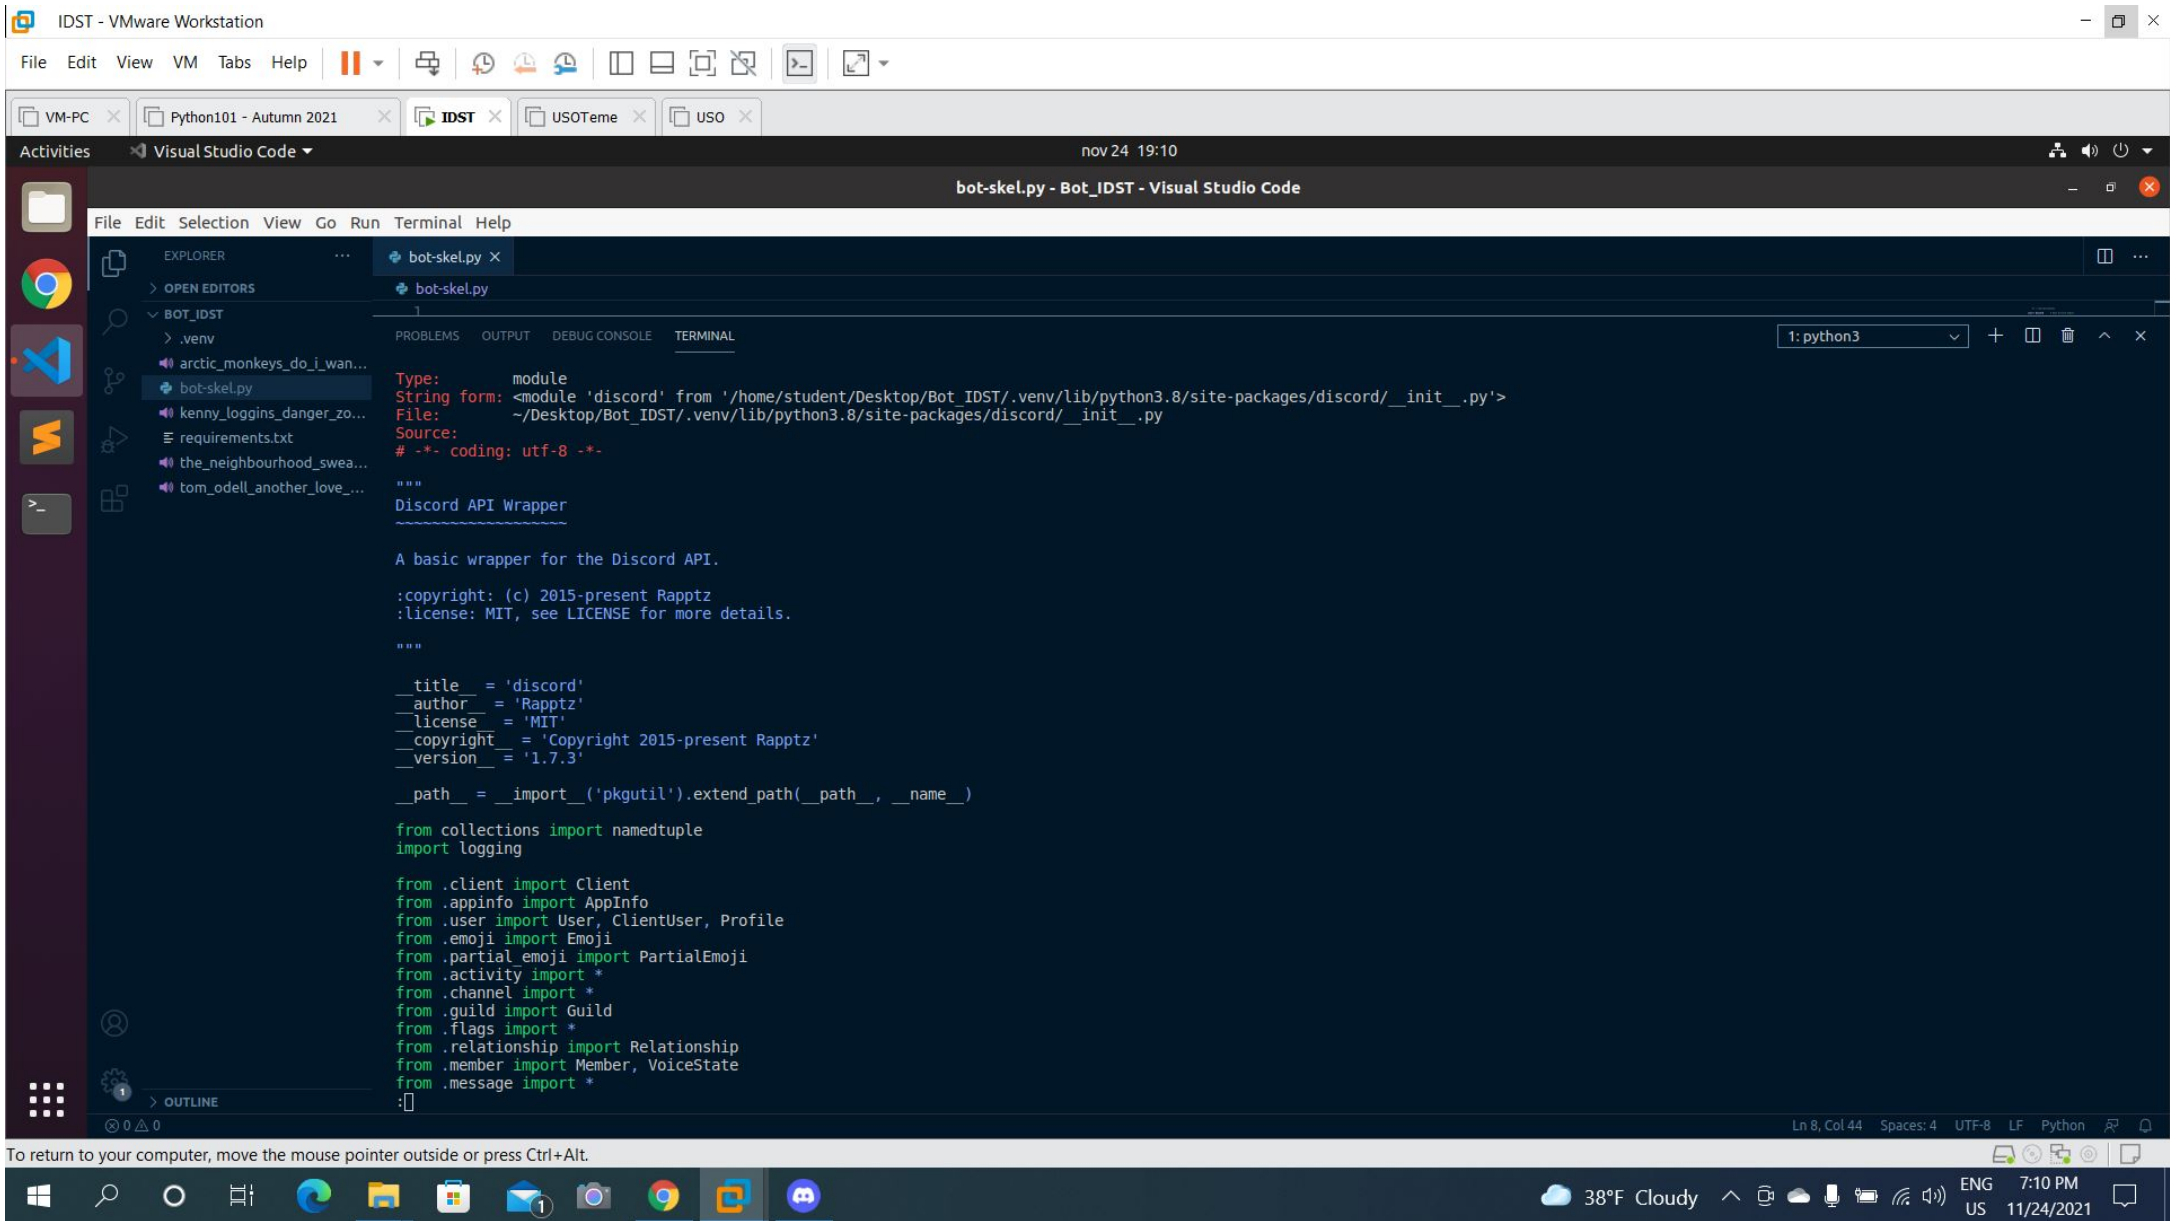 IDST - VMware Workstation
File Edit View VM Tabs Help
VM-PC
Python101 - Autumn 2021
IDST
USOTeme
USO
Activities
Visual Studio Code
nov 24 19:10
bot-skel.py - Bot_IDST - Visual Studio Code
File Edit Selection View Go Run Terminal Help
EXPLORER
OPEN EDITORS
BOT_IDST
.venv
arctic_monkeys_do_i_wan...
bot-skel.py
kenny_loggins_danger_zo...
requirements.txt
the_neighbourhood_swea...
tom_odell_another_love_...
OUTLINE
bot-skel.py
bot-skel.py
1
PROBLEMS OUTPUT DEBUG CONSOLE TERMINAL
1: python3
Type: module
String form: <module 'discord' from '/home/student/Desktop/Bot_IDST/.venv/lib/python3.8/site-packages/discord/__init__.py'>
File: ~/Desktop/Bot_IDST/.venv/lib/python3.8/site-packages/discord/__init__.py
Source:
# -*- coding: utf-8 -*-
"""
Discord API Wrapper
~~~~~~~~~~~~~~~~~~~
A basic wrapper for the Discord API.
:copyright: (c) 2015-present Rapptz
:license: MIT, see LICENSE for more details.
"""
__title__ = 'discord'
__author__ = 'Rapptz'
__license__ = 'MIT'
__copyright__ = 'Copyright 2015-present Rapptz'
__version__ = '1.7.3'
__path__ = __import__('pkgutil').extend_path(__path__, __name__)
from collections import namedtuple
import logging
from .client import Client
from .appinfo import AppInfo
from .user import User, ClientUser, Profile
from .emoji import Emoji
from .partial_emoji import PartialEmoji
from .activity import *
from .channel import *
from .guild import Guild
from .flags import *
from .relationship import Relationship
from .member import Member, VoiceState
from .message import *
:
1
0 0
Ln 8, Col 44 Spaces: 4 UTF-8 LF Python
To return to your computer, move the mouse pointer outside or press Ctrl+Alt.
1
38°F Cloudy
ENG
US
7:10 PM
11/24/2021